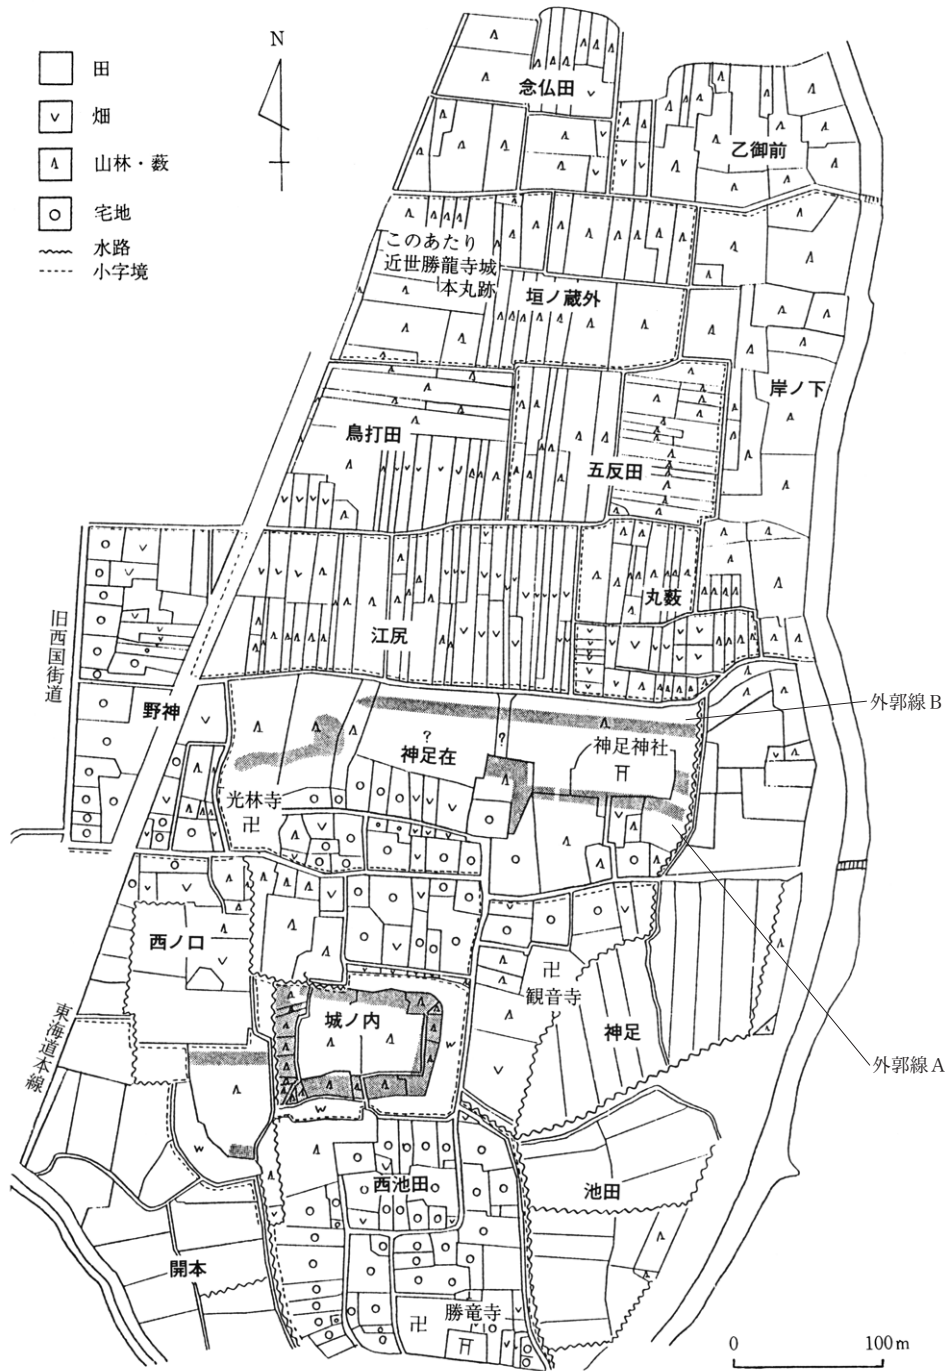 N
田
畑
山林・藪
宅地
水路
小字境
念仏田
乙御前
このあたり
近世勝龍寺城
本丸跡
垣ノ蔵外
岸ノ下
鳥打田
五反田
丸薮
旧西国街道
江尻
野神
外郭線B
?
?
神足在
神足神社
光林寺
卍
西ノ口
卍
観音寺
城ノ内
神足
東海道本線
外郭線A
西池田
池田
開本
勝竜寺
卍
0 100m